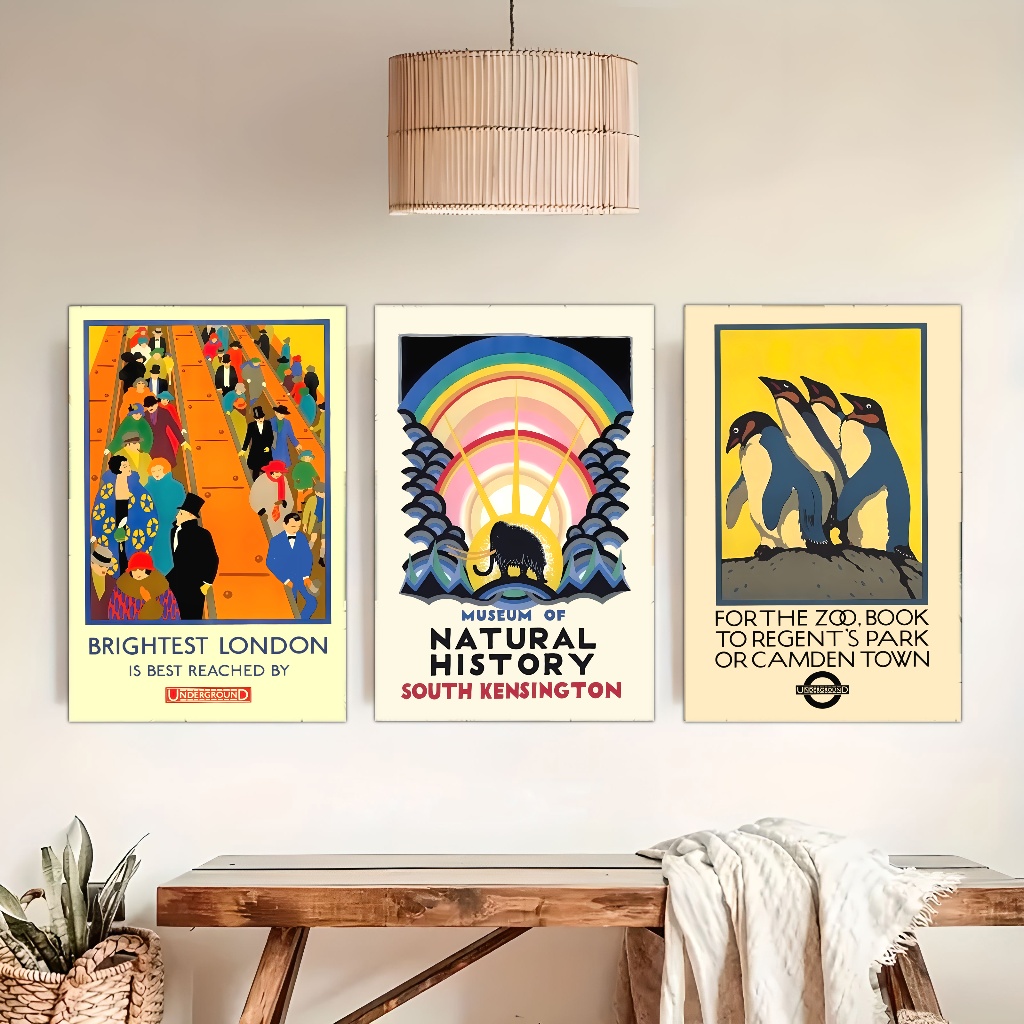 BRIGHTEST LONDON
IS BEST REACHED BY
UNDERGROUND
MUSEUM OF
NATURAL
HISTORY
SOUTH KENSINGTON
FOR THE ZOO, BOOK
TO REGENT'S PARK
OR CAMDEN TOWN
UNDERGROUND